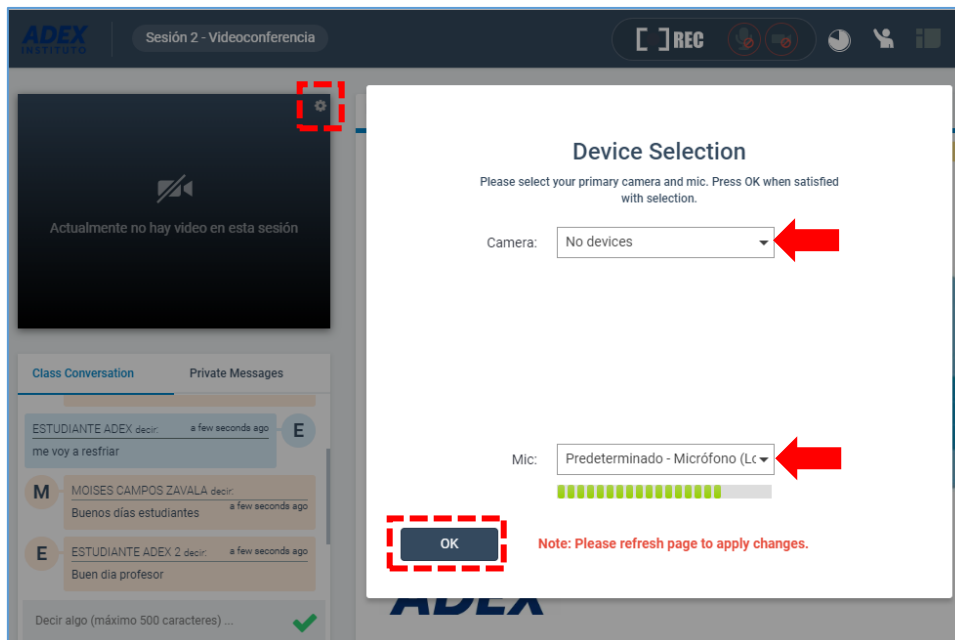 ADEX
INSTITUTO
Sesión 2 - Videoconferencia
[ ] REC
Actualmente no hay video en esta sesión
Class Conversation
Private Messages
ESTUDIANTE ADEX decir:
a few seconds ago
E
me voy a resfriar
M
MOISES CAMPOS ZAVALA decir:
a few seconds ago
Buenos días estudiantes
E
ESTUDIANTE ADEX 2 decir:
a few seconds ago
Buen dia profesor
Decir algo (máximo 500 caracteres) ...
Device Selection
Please select your primary camera and mic. Press OK when satisfied
with selection.
Camera:
No devices
Mic:
Predeterminado - Micrófono (Lo
OK
Note: Please refresh page to apply changes.
ADEX